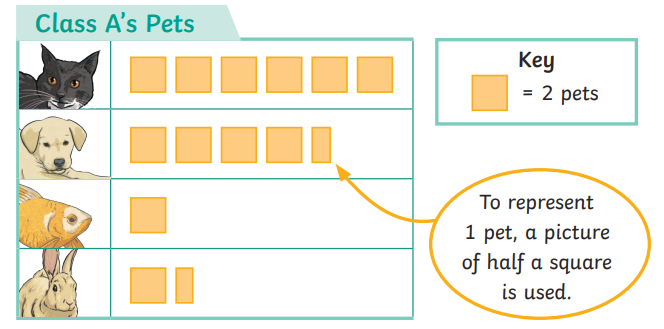 Class A's Pets
Key
= 2 pets
To represent
1 pet, a picture
of half a square
is used.